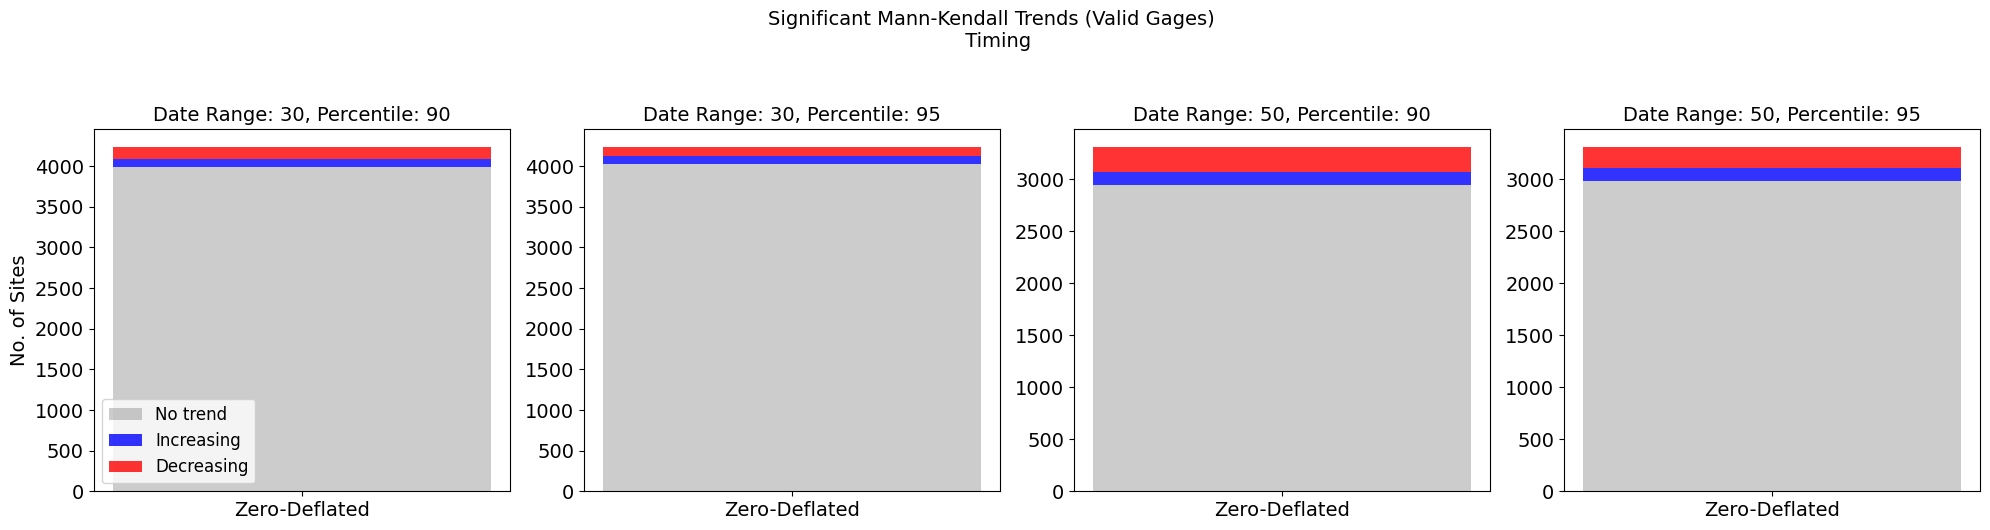 Significant Mann-Kendall Trends (Valid Gages)
Timing
Date Range: 30, Percentile: 90
No. of Sites
4000
3500
3000
2500
2000
1500
1000
500
0
No trend
Increasing
Decreasing
Zero-Deflated
Date Range: 30, Percentile: 95
4000
3500
3000
2500
2000
1500
1000
500
0
Zero-Deflated
Date Range: 50, Percentile: 90
3000
2500
2000
1500
1000
500
0
Zero-Deflated
Date Range: 50, Percentile: 95
3000
2500
2000
1500
1000
500
0
Zero-Deflated